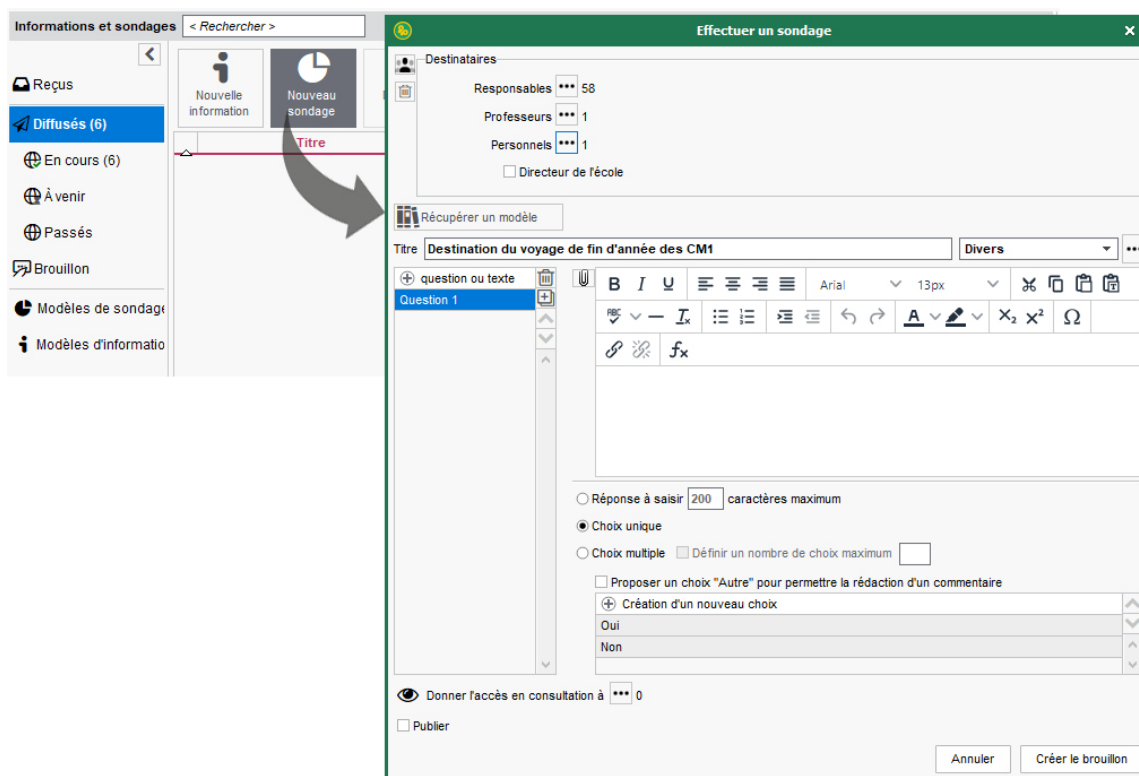 Informations et sondages < Rechercher >
Reçus
Diffusés (6)
En cours (6)
À venir
Passés
Brouillon
Modèles de sondage
Modèles d'informatio
Nouvelle
information
Nouveau
sondage
Titre
Effectuer un sondage
Destinataires
Responsables ... 58
Professeurs ... 1
Personnels ... 1
Directeur de l'école
Récupérer un modèle
Titre Destination du voyage de fin d'année des CM1 Divers ...
question ou texte
Question 1
B I U Arial 13px
ABC I× A X₂ X² Ω
fx
Réponse à saisir 200 caractères maximum
Choix unique
Choix multiple Définir un nombre de choix maximum
Proposer un choix "Autre" pour permettre la rédaction d'un commentaire
Création d'un nouveau choix
Oui
Non
Donner l'accès en consultation à ... 0
Publier
Annuler Créer le brouillon